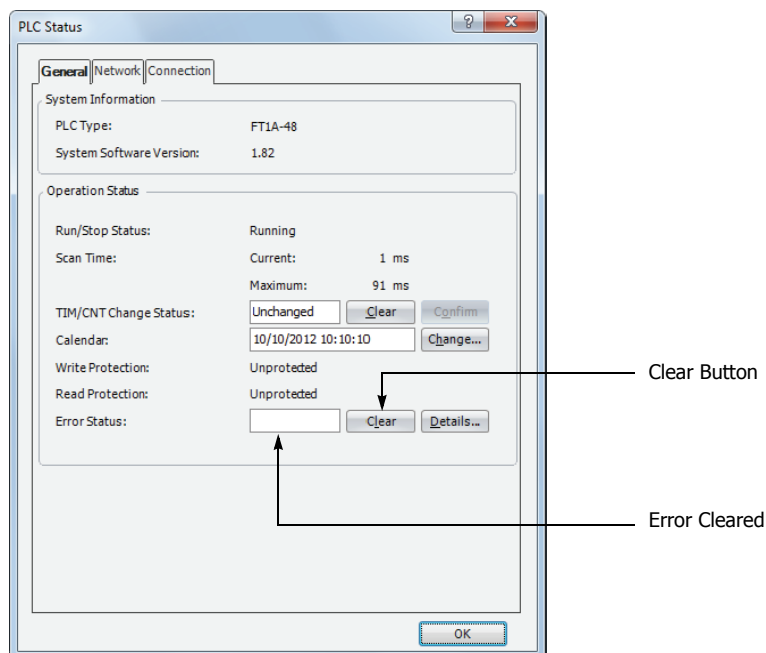 PLC Status
General Network Connection
System Information
PLC Type: FT1A-48
System Software Version: 1.82
Operation Status
Run/Stop Status: Running
Scan Time: Current: 1 ms
Maximum: 91 ms
TIM/CNT Change Status: Unchanged Clear Confirm
Calendar: 10/10/2012 10:10:10 Change...
Write Protection: Unprotected
Read Protection: Unprotected
Error Status: Clear Details...
Clear Button
Error Cleared
OK